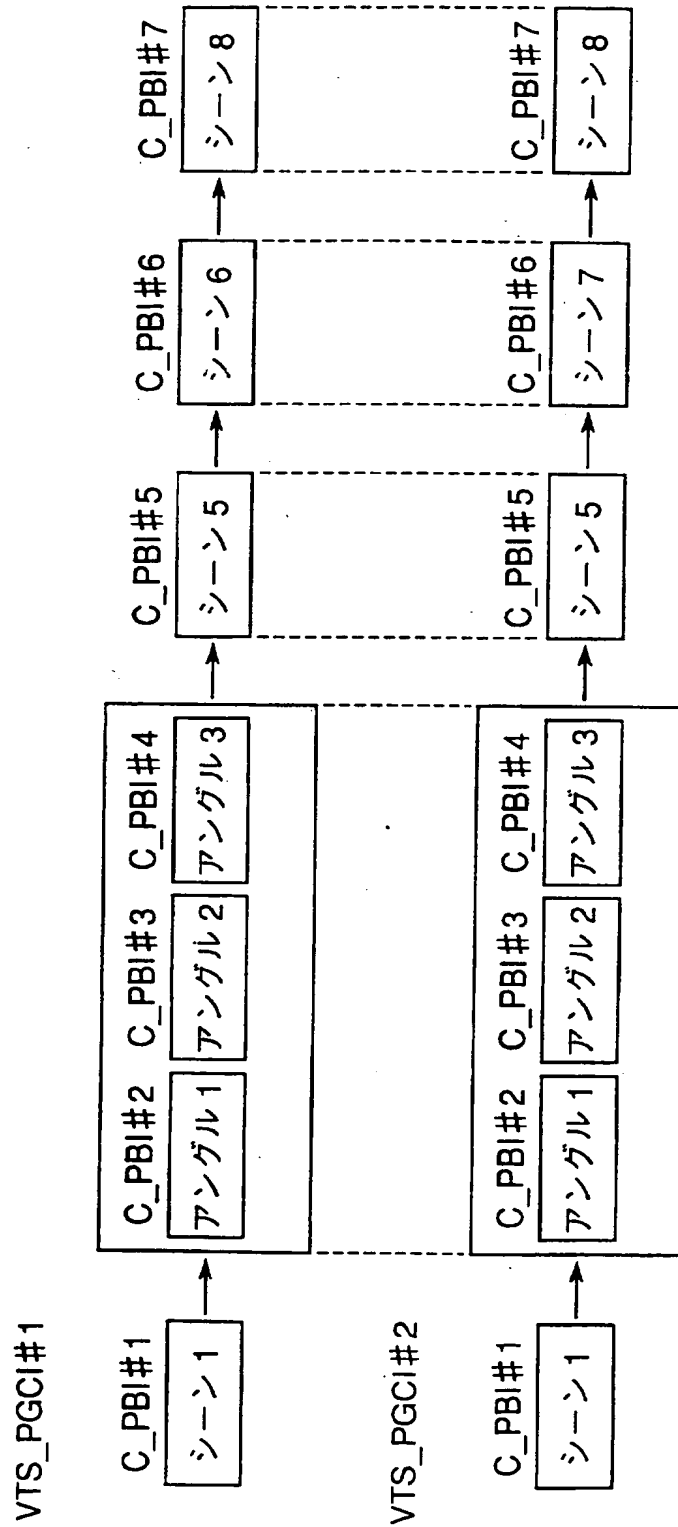 VTS_PGCI#1
C_PBI#1
シーン1
C_PBI#2
アングル1
C_PBI#3
アングル2
C_PBI#4
アングル3
C_PBI#5
シーン5
C_PBI#6
シーン6
C_PBI#7
シーン8
VTS_PGCI#2
C_PBI#1
シーン1
C_PBI#2
アングル1
C_PBI#3
アングル2
C_PBI#4
アングル3
C_PBI#5
シーン5
C_PBI#6
シーン7
C_PBI#7
シーン8